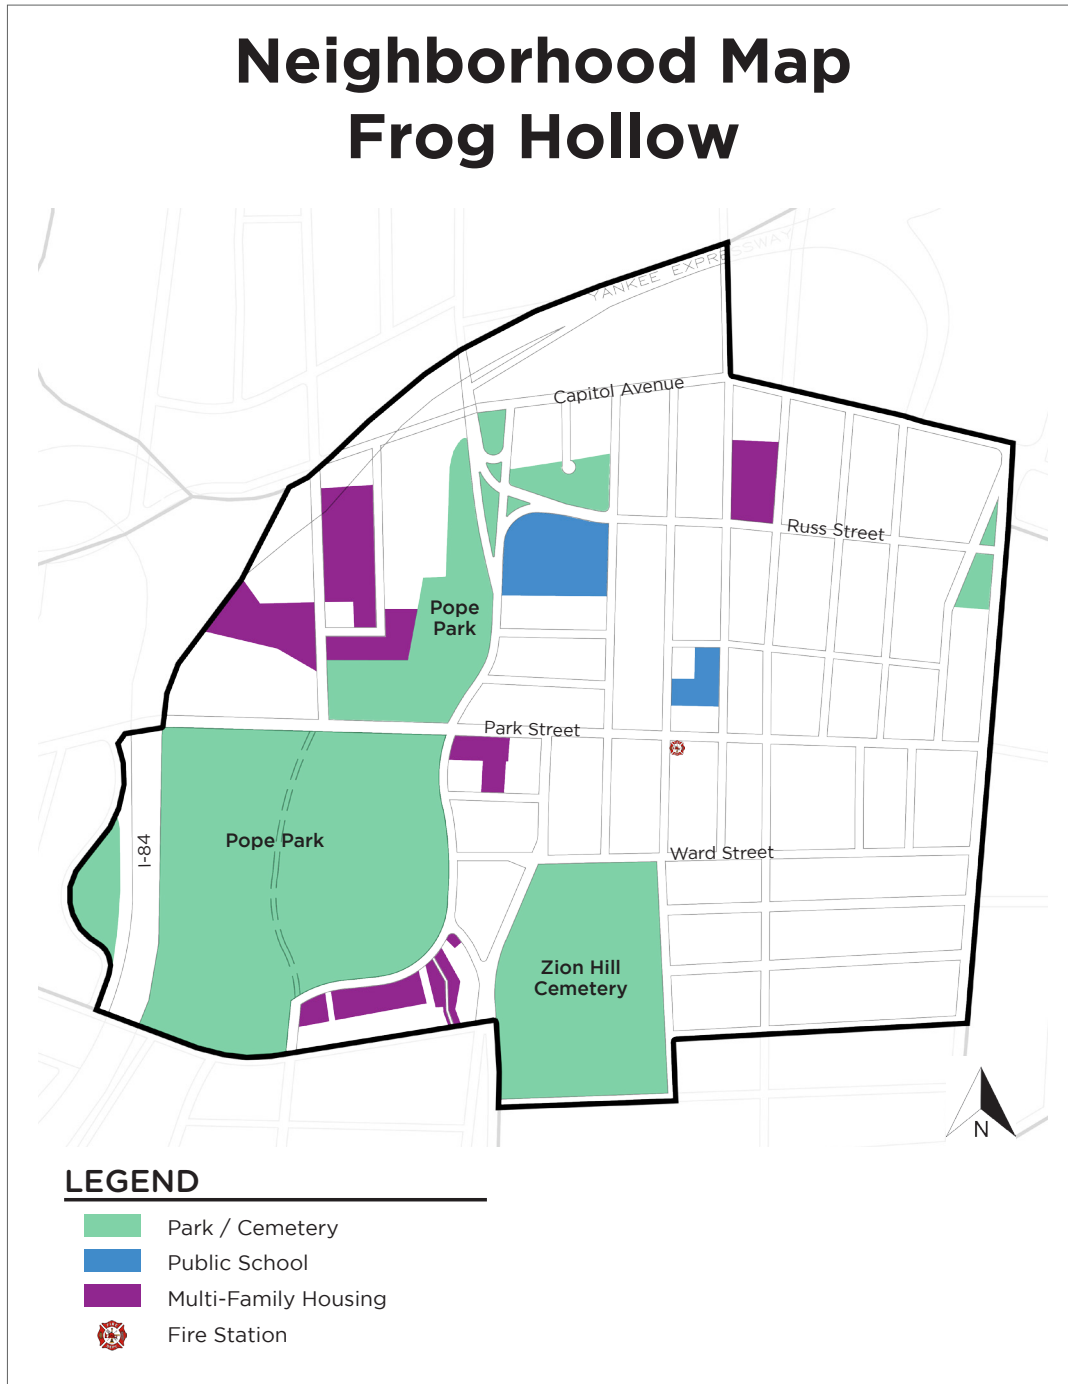 Neighborhood Map
Frog Hollow
YANKEE EXPRESSWAY
Capitol Avenue
Russ Street
Pope
Park
Park Street
Pope Park
I-84
Ward Street
Zion Hill
Cemetery
N
LEGEND
Park / Cemetery
Public School
Multi-Family Housing
Fire Station